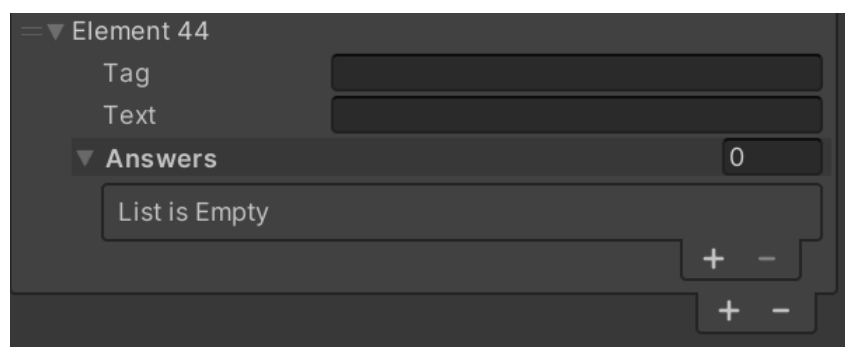 Element 44
Tag
Text
Answers 0
List is Empty
+ −
+ −